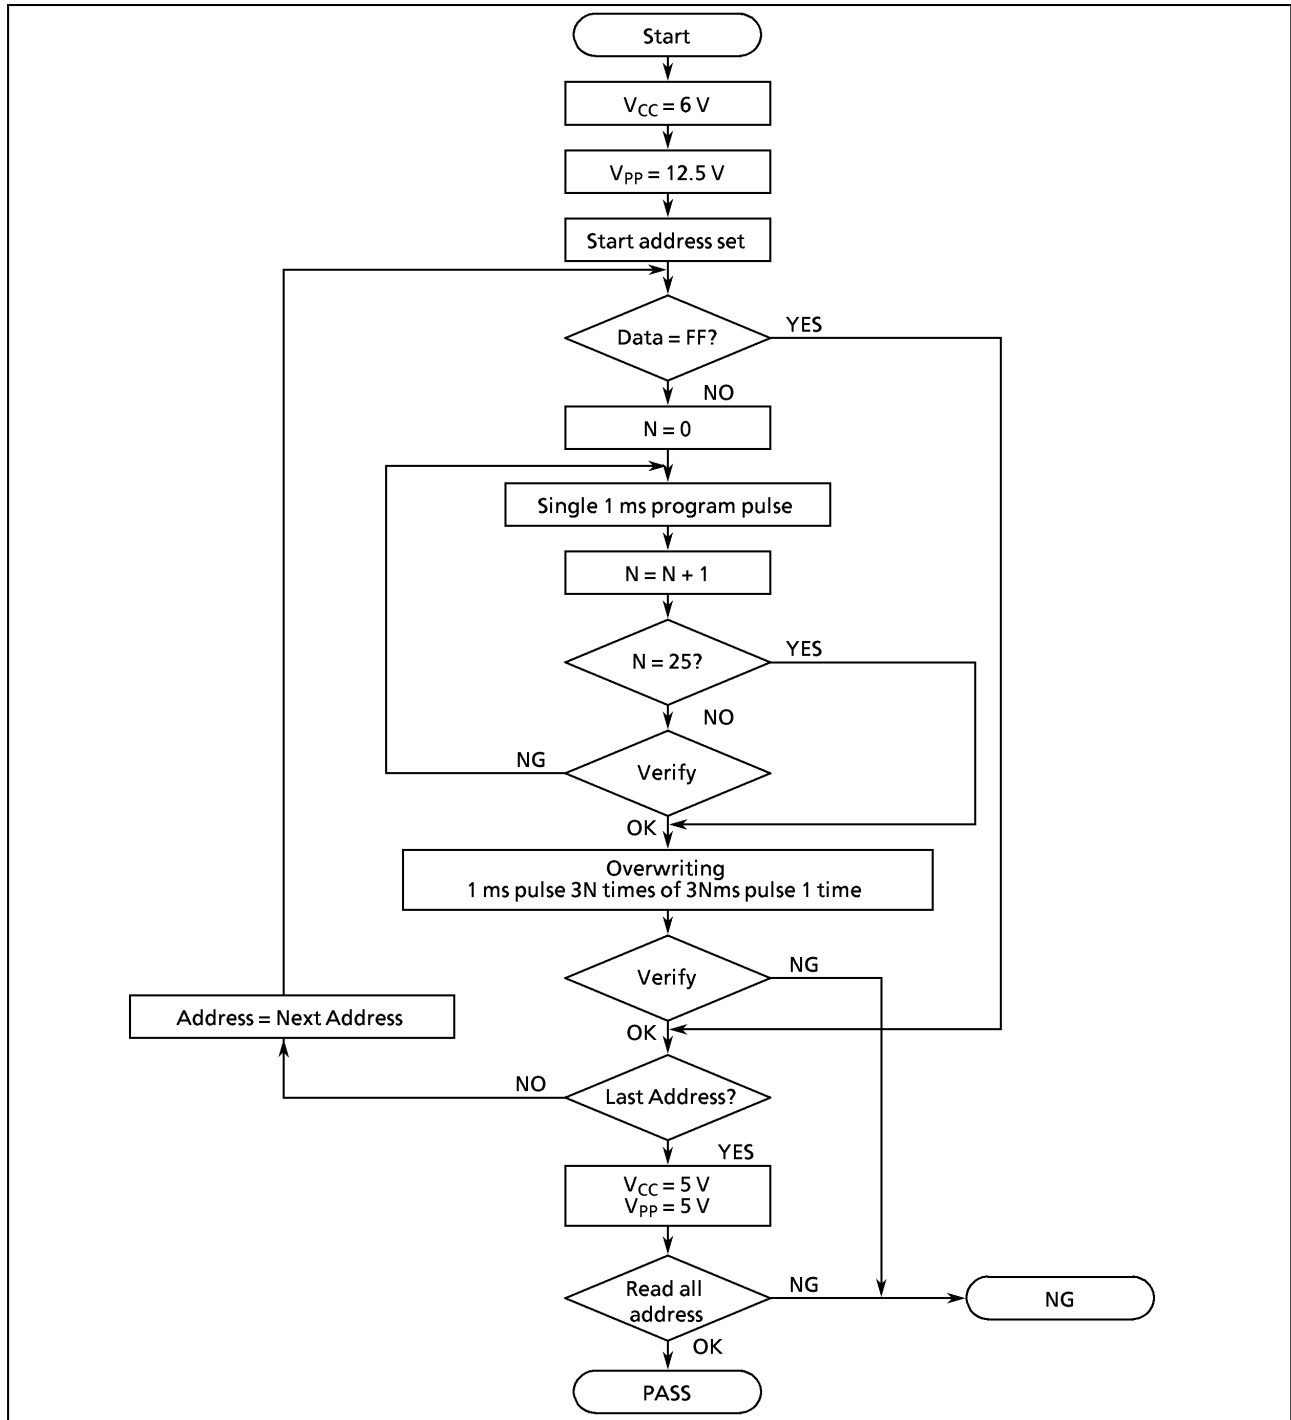 Start
VCC = 6 V
VPP = 12.5 V
Start address set
Data = FF?
YES
NO
N = 0
Single 1 ms program pulse
N = N + 1
N = 25?
YES
NO
NG
Verify
OK
Overwriting
1 ms pulse 3N times of 3Nms pulse 1 time
Verify
NG
Address = Next Address
OK
NO
Last Address?
YES
VCC = 5 V
VPP = 5 V
Read all
address
NG
NG
OK
PASS